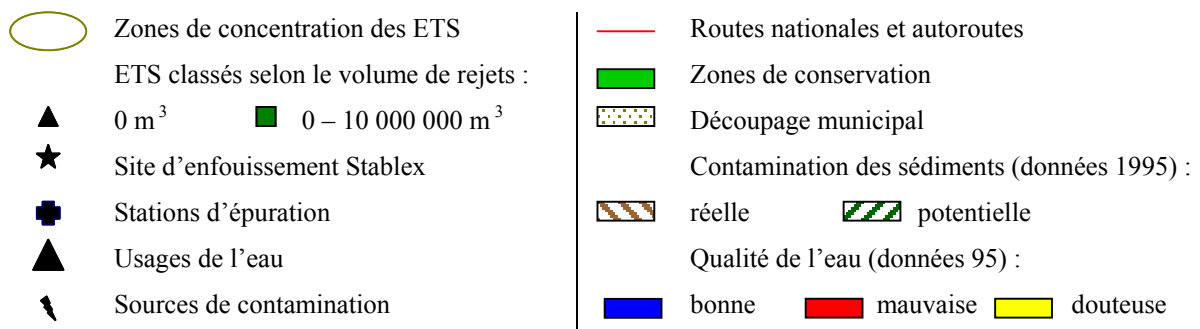 Zones de concentration des ETS
ETS classés selon le volume de rejets :
0 m³ 0 – 10 000 000 m³
Site d'enfouissement Stablex
Stations d'épuration
Usages de l'eau
Sources de contamination
Routes nationales et autoroutes
Zones de conservation
Découpage municipal
Contamination des sédiments (données 1995) :
réelle potentielle
Qualité de l'eau (données 95) :
bonne mauvaise douteuse